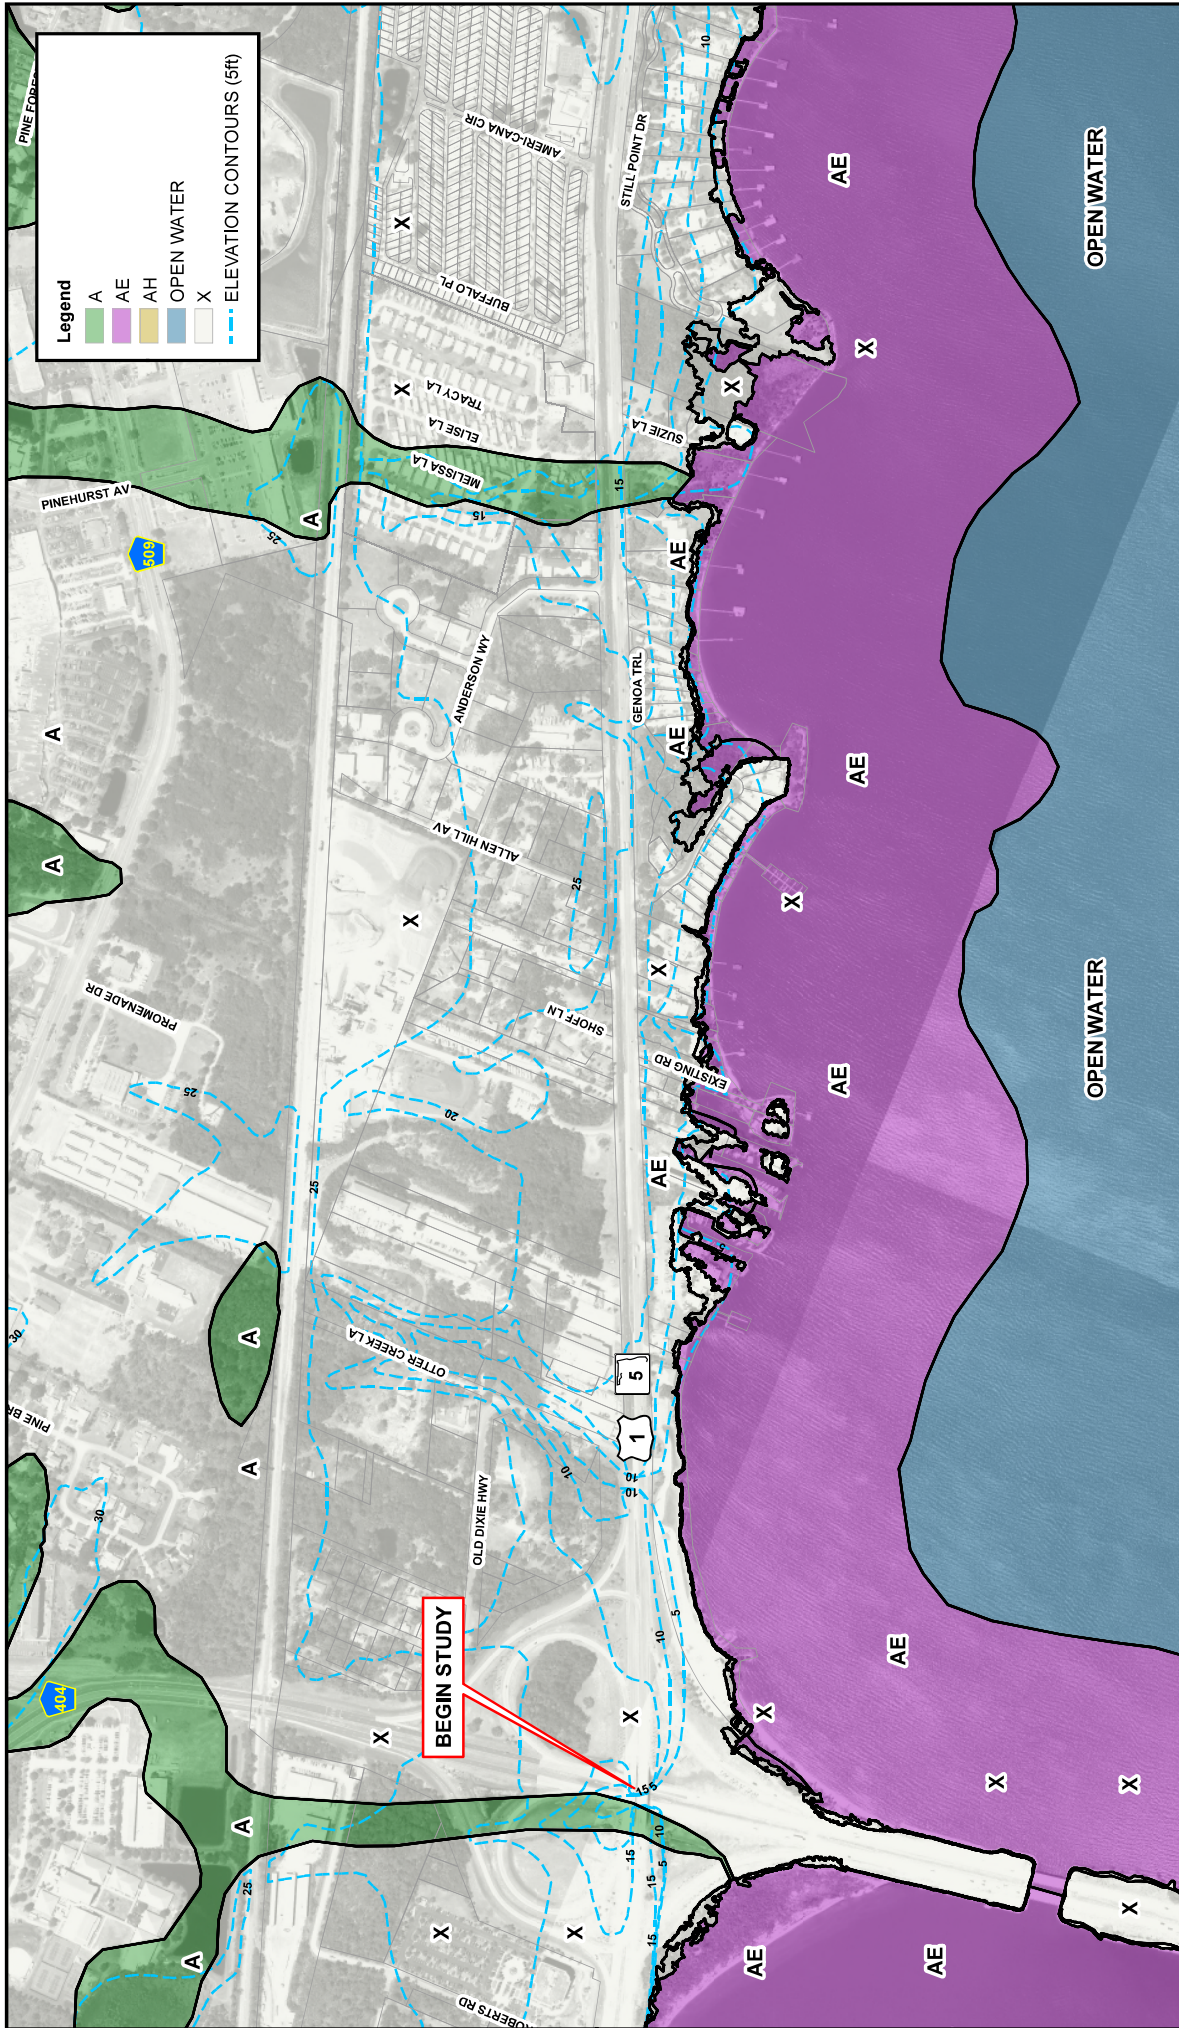 Legend
A
AE
AH
OPEN WATER
X
ELEVATION CONTOURS (5ft)
BEGIN STUDY
404
A
A
A
25
ROBERTS RD
X
X
X
X
15
15
15
10
5
155
AE
AE
X
X
X
X
AE
10
5
30
PINE BR
30
A
A
OLD DIXIE HWY
OTTER CREEK LA
10
10
10
1
5
25
25
PROMENADE DR
20
SHOFF LN
EXISTING RD
AE
5
AE
OPEN WATER
A
A
X
X
X
ALLEN HILL AV
25
ANDERSON WY
GENOA TRL
AE
AE
AE
509
PINEHURST AV
25
A
15
15
MELISSA LA
ELISE LA
TRACY LA
SUZIE LA
X
X
X
BUFFALO PL
X
AMERI-CANA CIR
STILL POINT DR
10
AE
OPEN WATER